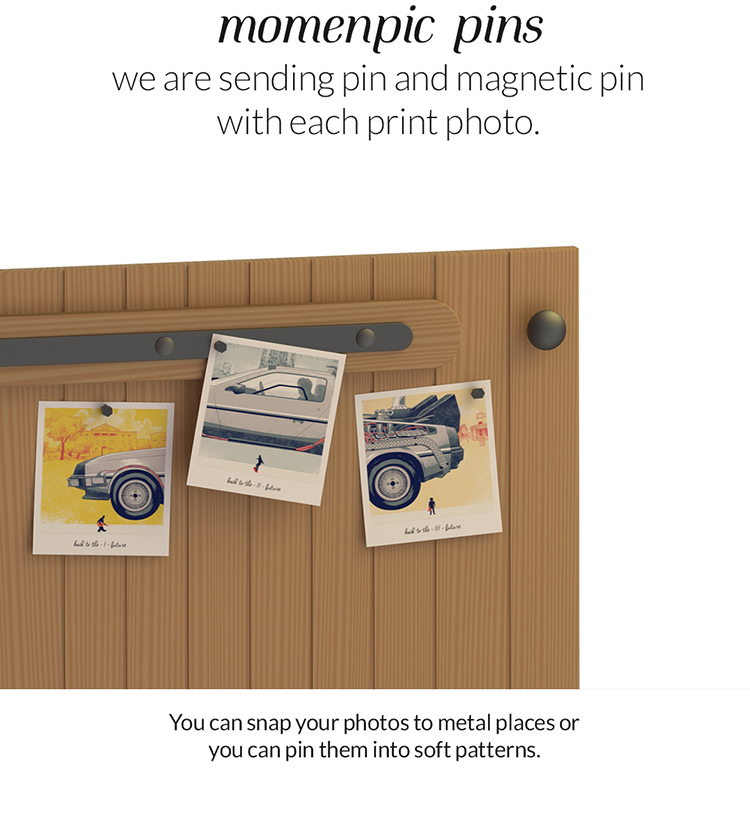 momenpic pins
we are sending pin and magnetic pin
with each print photo.
back to the - I - future
back to the - II - future
back to the - III - future
You can snap your photos to metal places or
you can pin them into soft patterns.